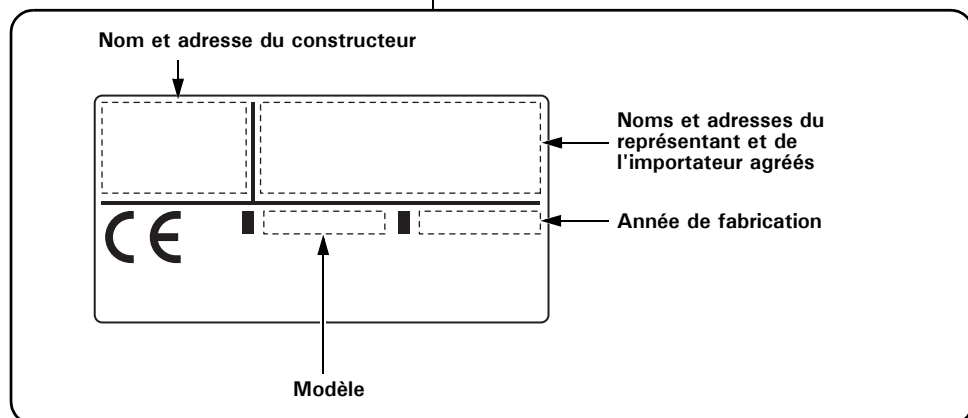 Nom et adresse du constructeur
Noms et adresses du
représentant et de
l'importateur agréés
CE
Année de fabrication
Modèle